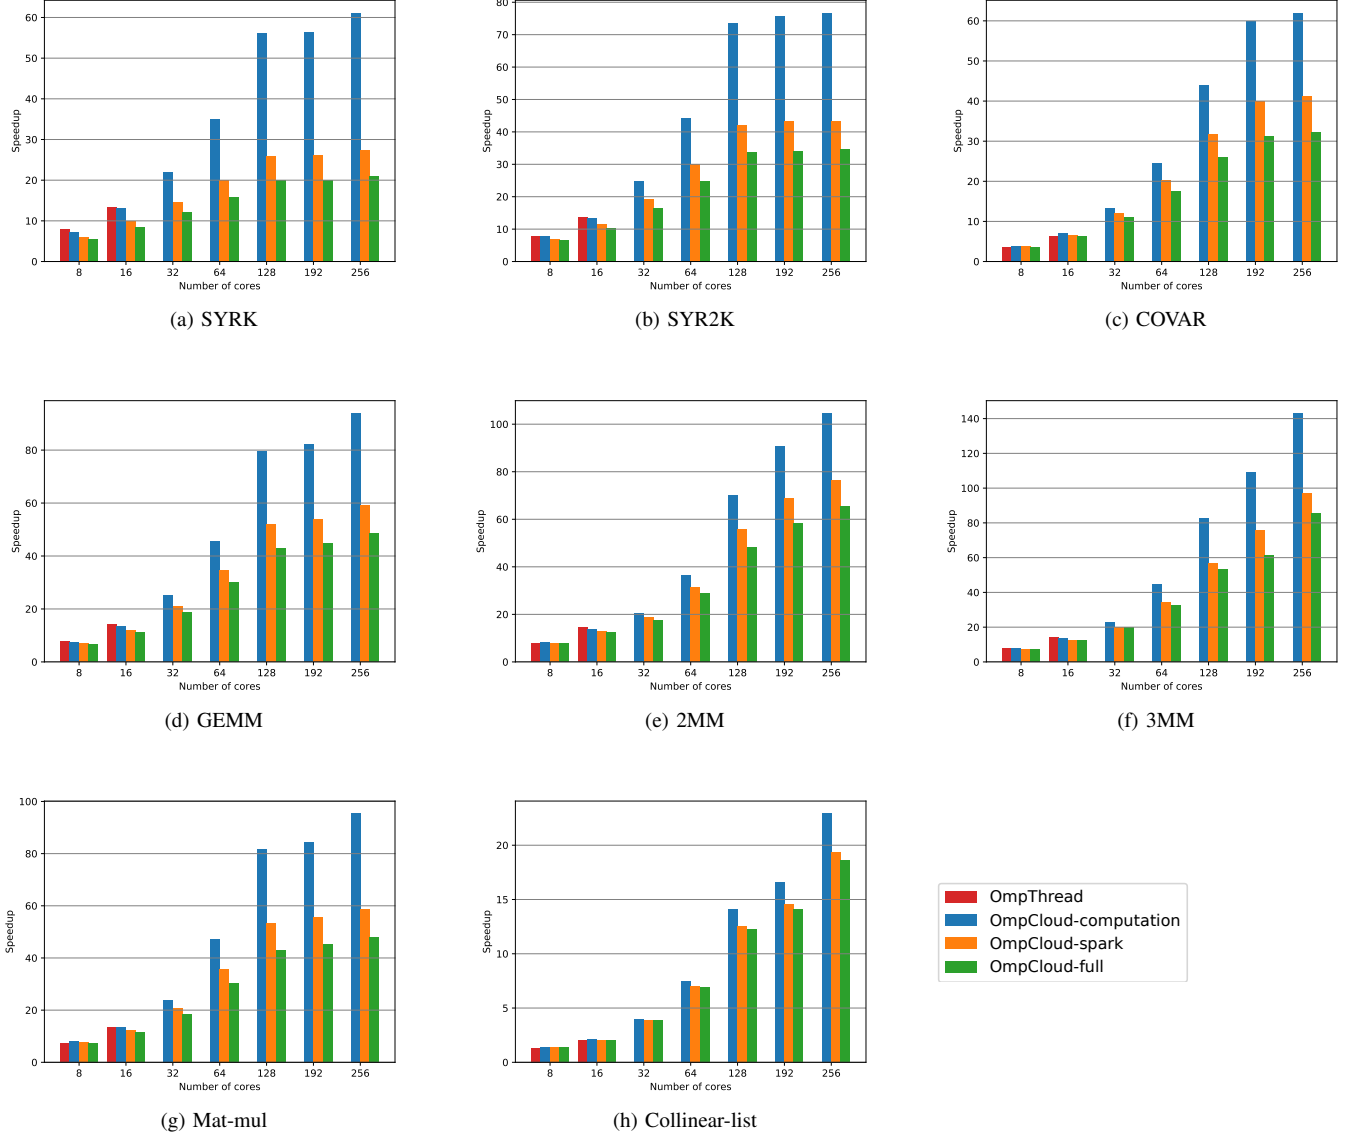 60
50
40
30
20
10
0
Speedup
8 16 32 64 128 192 256
Number of cores
(a) SYRK
80
70
60
50
40
30
20
10
0
Speedup
8 16 32 64 128 192 256
Number of cores
(b) SYR2K
60
50
40
30
20
10
0
Speedup
8 16 32 64 128 192 256
Number of cores
(c) COVAR
80
60
40
20
0
Speedup
8 16 32 64 128 192 256
Number of cores
(d) GEMM
100
80
60
40
20
0
Speedup
8 16 32 64 128 192 256
Number of cores
(e) 2MM
140
120
100
80
60
40
20
0
Speedup
8 16 32 64 128 192 256
Number of cores
(f) 3MM
100
80
60
40
20
0
Speedup
8 16 32 64 128 192 256
Number of cores
(g) Mat-mul
20
15
10
5
0
Speedup
8 16 32 64 128 192 256
Number of cores
(h) Collinear-list
OmpThread
OmpCloud-computation
OmpCloud-spark
OmpCloud-full